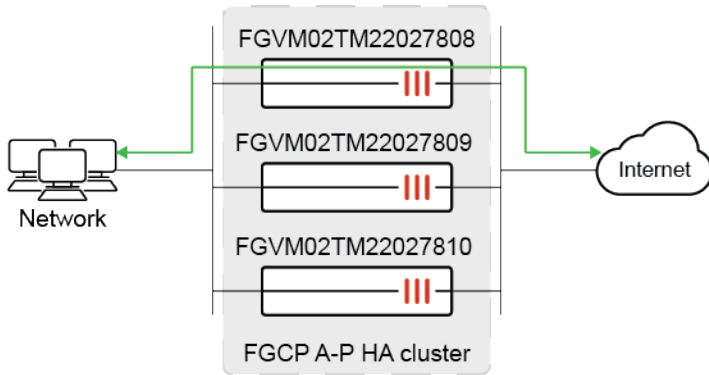 FGVM02TM22027808
FGVM02TM22027809
Internet
Network
FGVM02TM22027810
FGCP A-P HA cluster